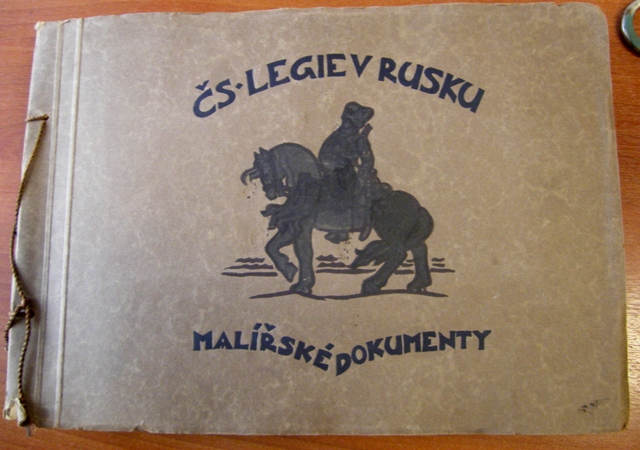 ČS·LEGIE V RUSKU
MALÍŘSKÉ DOKUMENTY